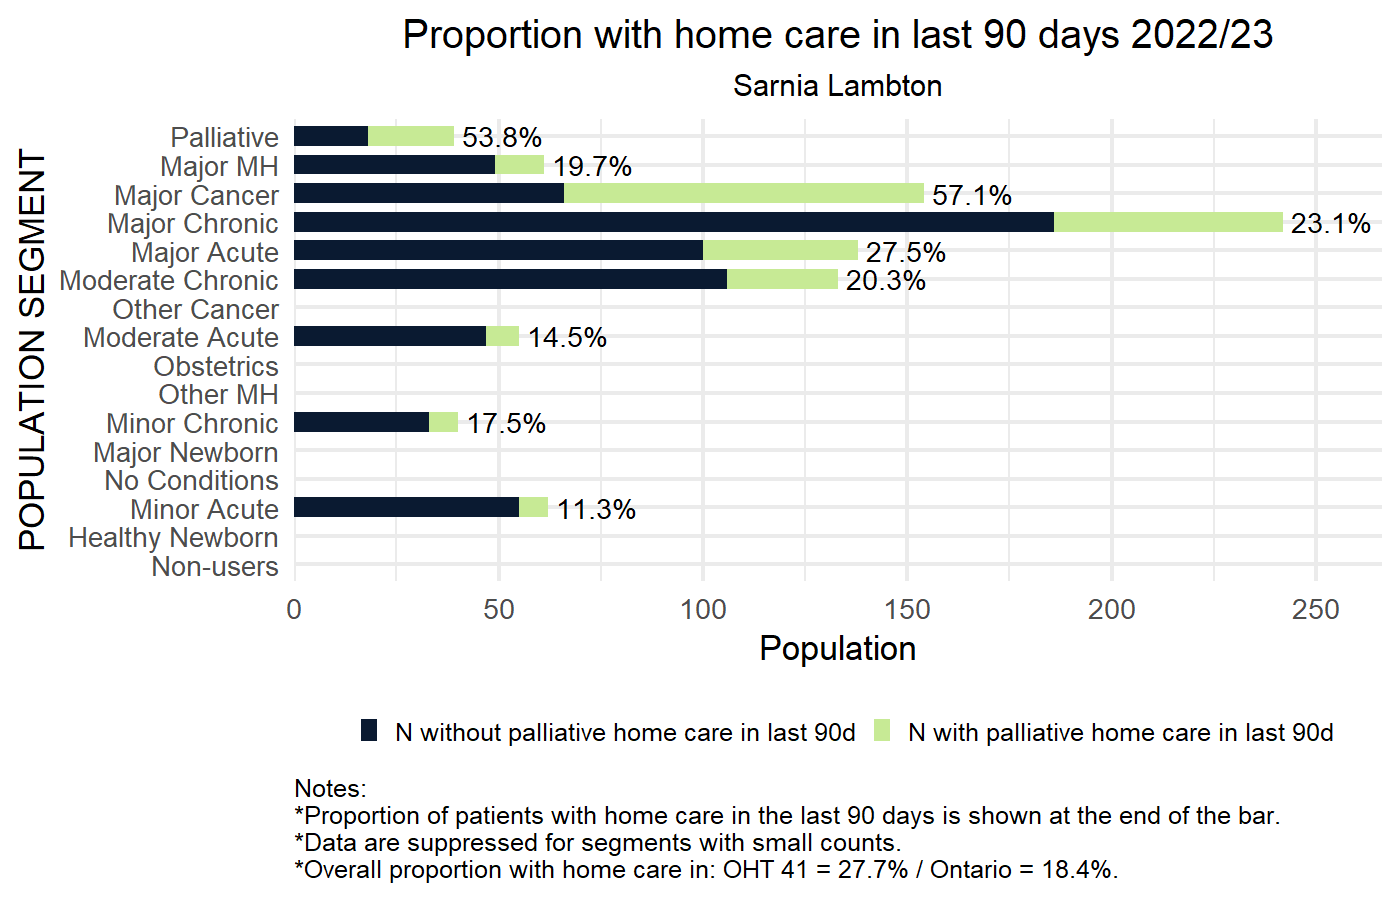 Proportion with home care in last 90 days 2022/23
Sarnia Lambton
POPULATION SEGMENT
Palliative 53.8%
Major MH 19.7%
Major Cancer 57.1%
Major Chronic 23.1%
Major Acute 27.5%
Moderate Chronic 20.3%
Other Cancer
Moderate Acute 14.5%
Obstetrics
Other MH
Minor Chronic 17.5%
Major Newborn
No Conditions
Minor Acute 11.3%
Healthy Newborn
Non-users
0 50 100 150 200 250
Population
N without palliative home care in last 90d N with palliative home care in last 90d
Notes:
*Proportion of patients with home care in the last 90 days is shown at the end of the bar.
*Data are suppressed for segments with small counts.
*Overall proportion with home care in: OHT 41 = 27.7% / Ontario = 18.4%.